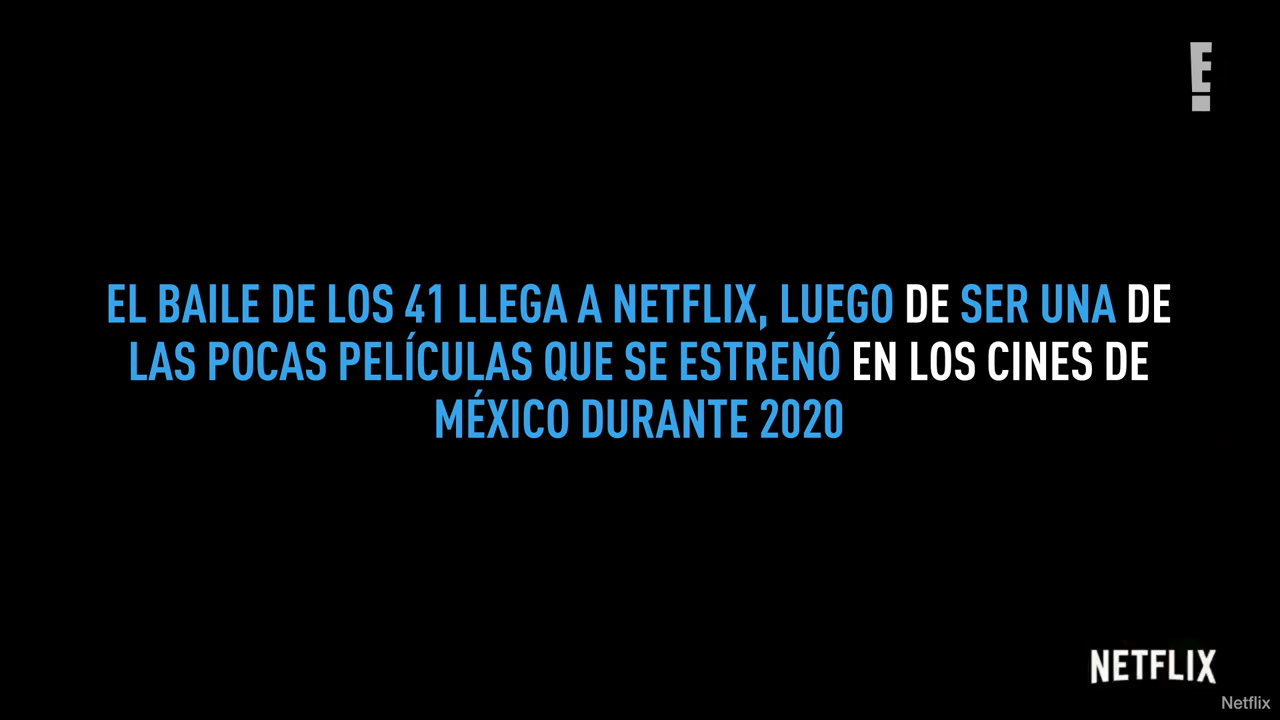 E!
EL BAILE DE LOS 41 LLEGA A NETFLIX, LUEGO DE SER UNA DE
LAS POCAS PELÍCULAS QUE SE ESTRENÓ EN LOS CINES DE
MÉXICO DURANTE 2020
NETFLIX
Netflix